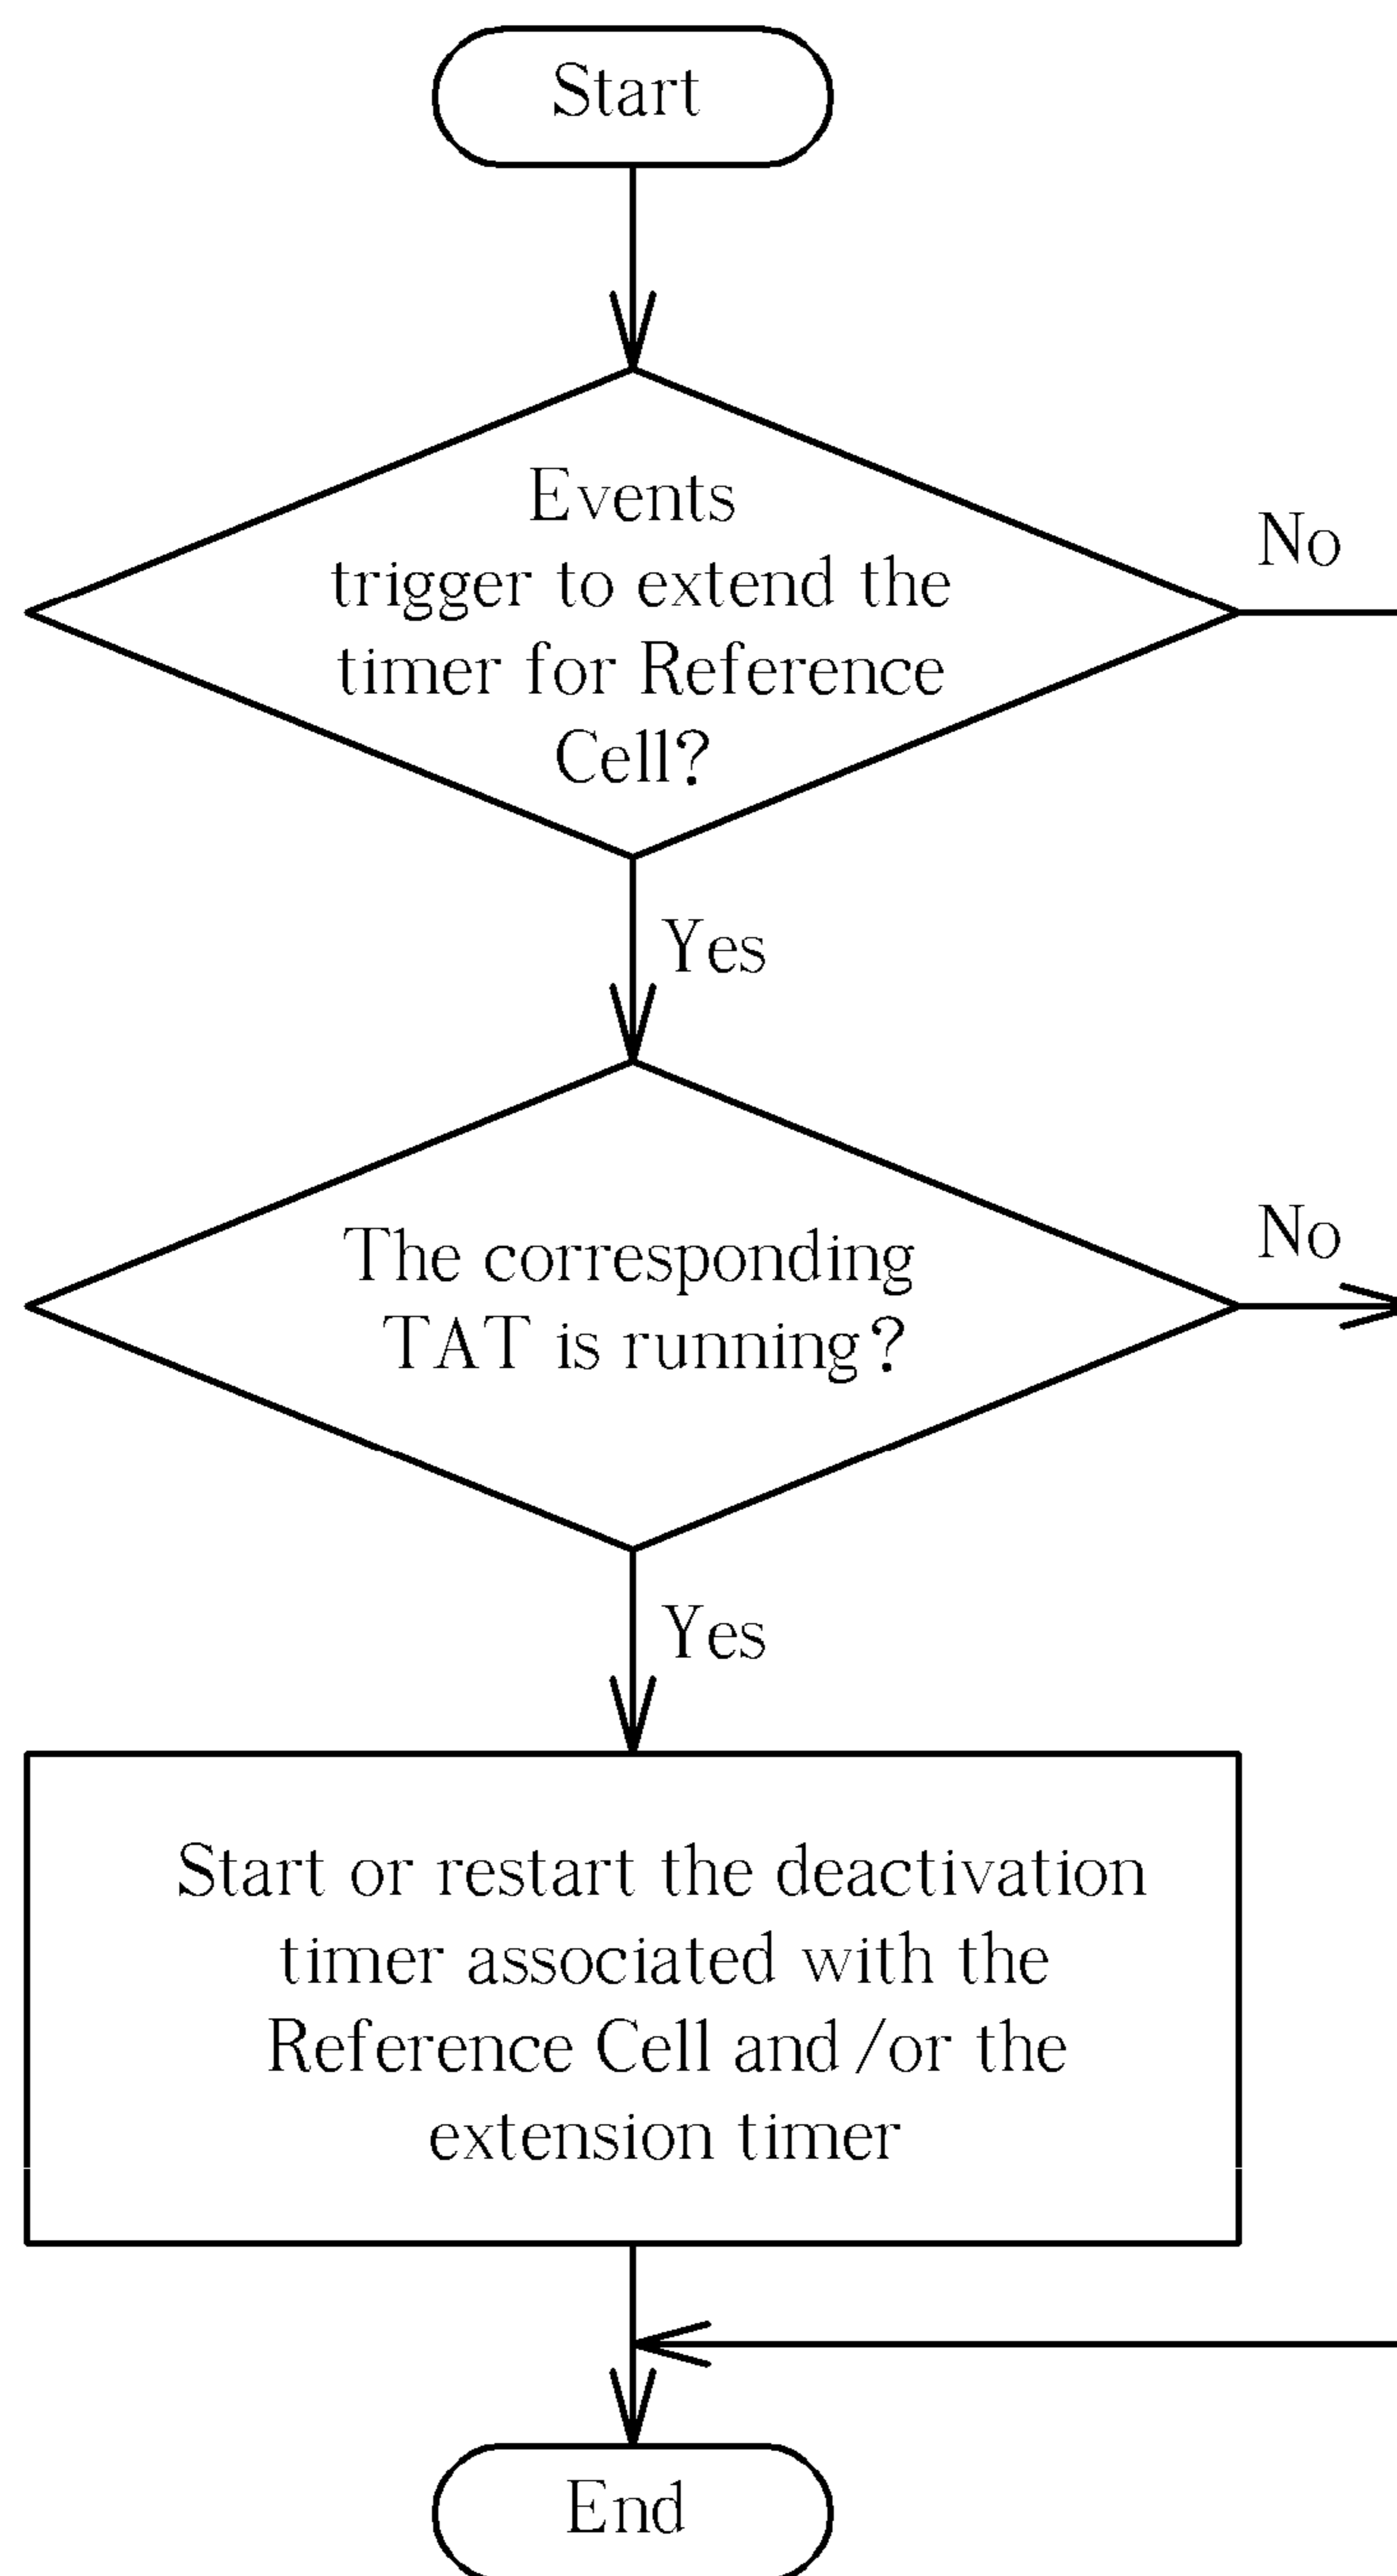 Start
Events
trigger to extend the
timer for Reference
Cell?
No
Yes
The corresponding
TAT is running?
No
Yes
Start or restart the deactivation
timer associated with the
Reference Cell and/or the
extension timer
End